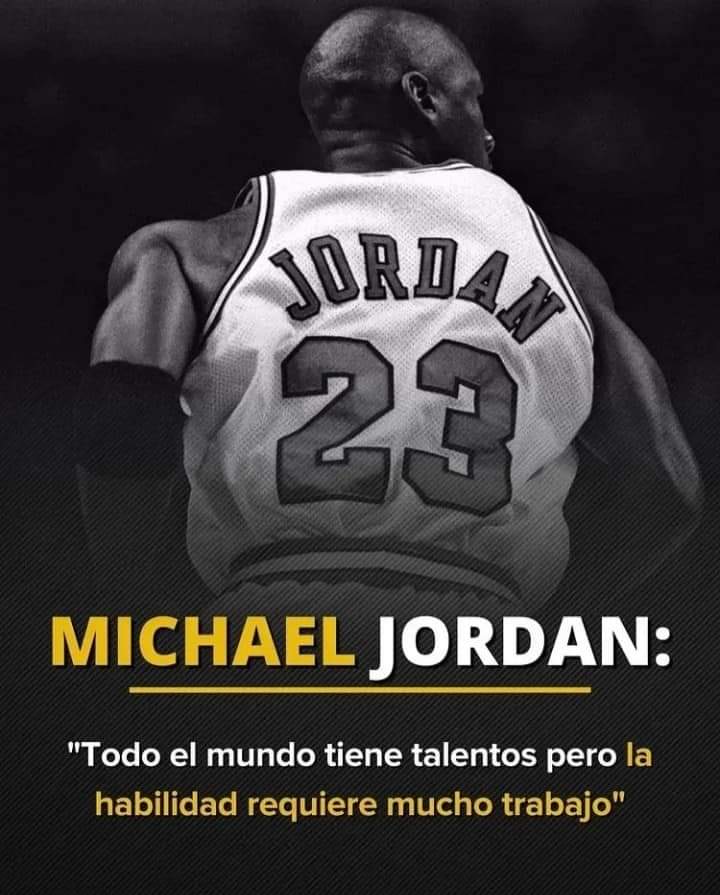 JORDAN
23
MICHAEL JORDAN:
"Todo el mundo tiene talentos pero la
habilidad requiere mucho trabajo"